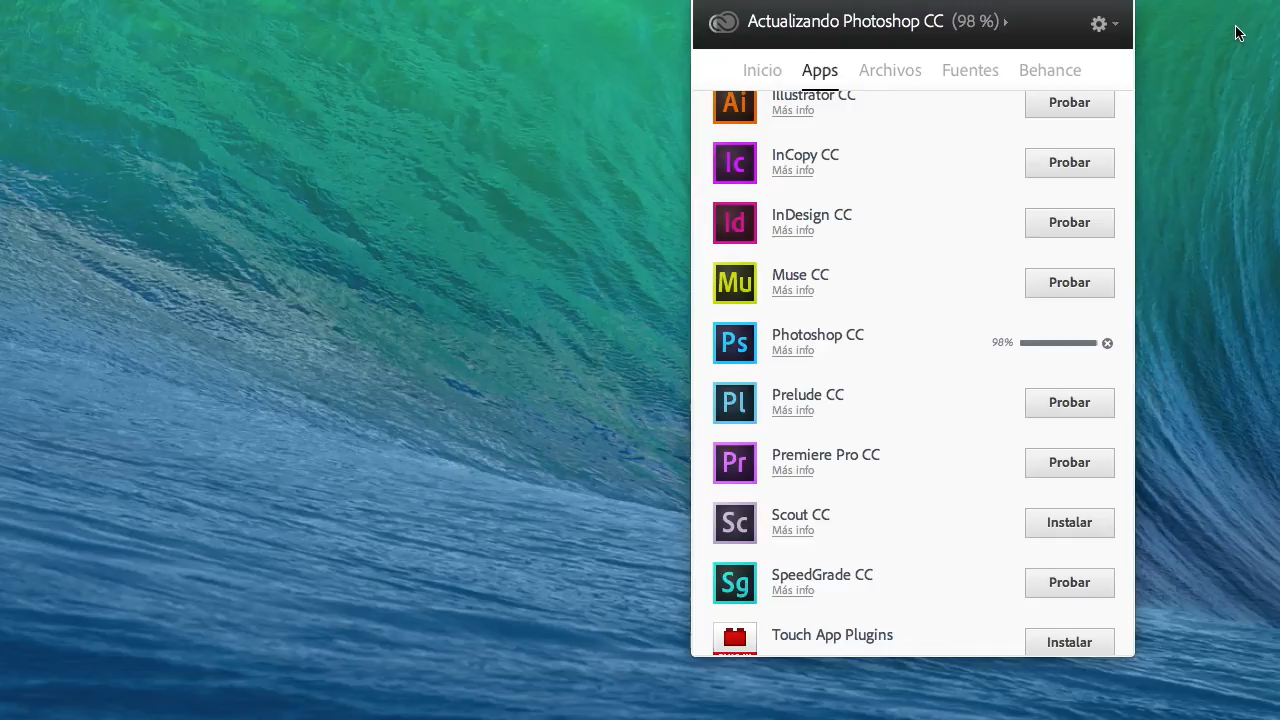 Actualizando Photoshop CC (98 %)
Inicio Apps Archivos Fuentes Behance
Ai Illustrator CC Probar
Más info
Ic InCopy CC Probar
Más info
Id InDesign CC Probar
Más info
Mu Muse CC Probar
Más info
Ps Photoshop CC 98%
Más info
Pl Prelude CC Probar
Más info
Pr Premiere Pro CC Probar
Más info
Sc Scout CC Instalar
Más info
Sg SpeedGrade CC Probar
Más info
Touch App Plugins Instalar